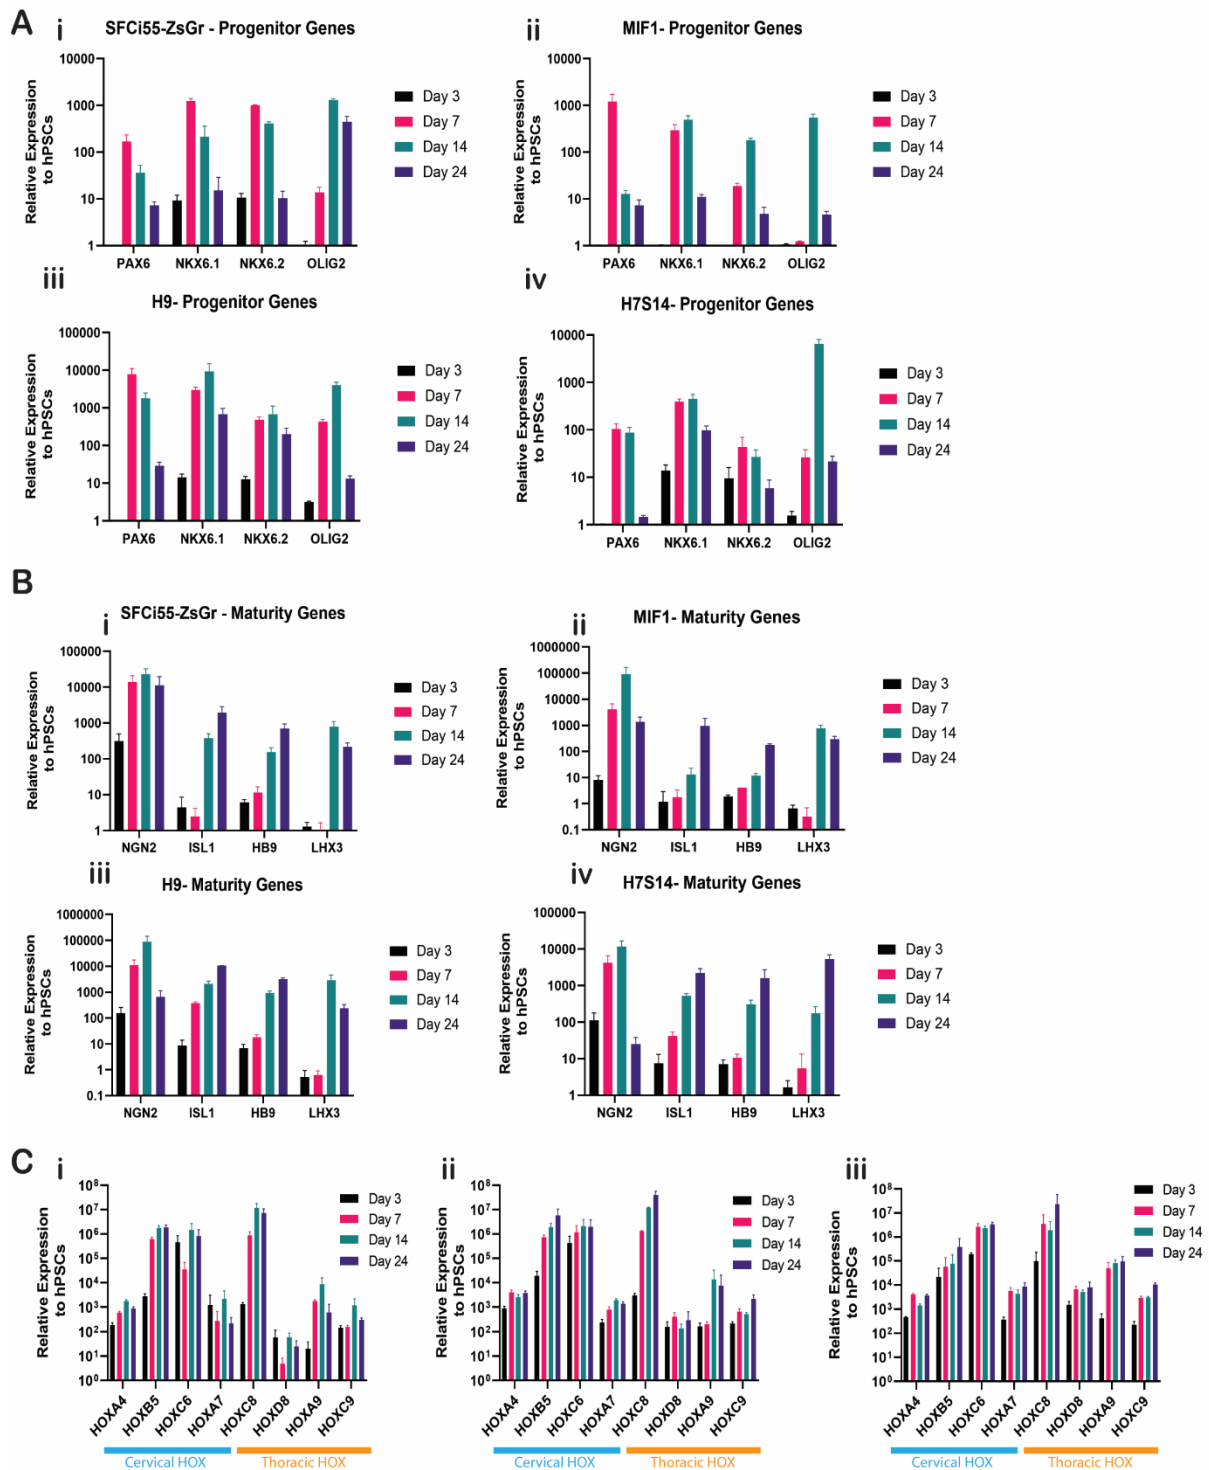 A
i
SFCi55-ZsGr - Progenitor Genes
Relative Expression
to hPSCs
10000
1000
100
10
1
PAX6 NKX6.1 NKX6.2 OLIG2
Day 3
Day 7
Day 14
Day 24
ii
MIF1- Progenitor Genes
Relative Expression
to hPSCs
10000
1000
100
10
1
PAX6 NKX6.1 NKX6.2 OLIG2
Day 3
Day 7
Day 14
Day 24
iii
H9- Progenitor Genes
Relative Expression
to hPSCs
100000
10000
1000
100
10
1
PAX6 NKX6.1 NKX6.2 OLIG2
Day 3
Day 7
Day 14
Day 24
iv
H7S14- Progenitor Genes
Relative Expression
to hPSCs
10000
1000
100
10
1
PAX6 NKX6.1 NKX6.2 OLIG2
Day 3
Day 7
Day 14
Day 24
B
i
SFCi55-ZsGr - Maturity Genes
Relative Expression
to hPSCs
100000
10000
1000
100
10
1
NGN2 ISL1 HB9 LHX3
Day 3
Day 7
Day 14
Day 24
ii
MIF1- Maturity Genes
Relative Expression
to hPSCs
1000000
100000
10000
1000
100
10
1
0.1
NGN2 ISL1 HB9 LHX3
Day 3
Day 7
Day 14
Day 24
iii
H9- Maturity Genes
Relative Expression
to hPSCs
1000000
100000
10000
1000
100
10
1
0.1
NGN2 ISL1 HB9 LHX3
Day 3
Day 7
Day 14
Day 24
iv
H7S14- Maturity Genes
Relative Expression
to hPSCs
100000
10000
1000
100
10
1
NGN2 ISL1 HB9 LHX3
Day 3
Day 7
Day 14
Day 24
C
i
Relative Expression
to hPSCs
10⁸
10⁷
10⁶
10⁵
10⁴
10³
10²
10¹
10⁰
HOXA4 HOXB5 HOXC6 HOXA7 HOXC8 HOXD8 HOXA9 HOXC9
Cervical HOX Thoracic HOX
Day 3
Day 7
Day 14
Day 24
ii
Relative Expression
to hPSCs
10⁸
10⁷
10⁶
10⁵
10⁴
10³
10²
10¹
10⁰
HOXA4 HOXB5 HOXC6 HOXA7 HOXC8 HOXD8 HOXA9 HOXC9
Cervical HOX Thoracic HOX
Day 3
Day 7
Day 14
Day 24
iii
Relative Expression
to hPSCs
10⁸
10⁷
10⁶
10⁵
10⁴
10³
10²
10¹
10⁰
HOXA4 HOXB5 HOXC6 HOXA7 HOXC8 HOXD8 HOXA9 HOXC9
Cervical HOX Thoracic HOX
Day 3
Day 7
Day 14
Day 24